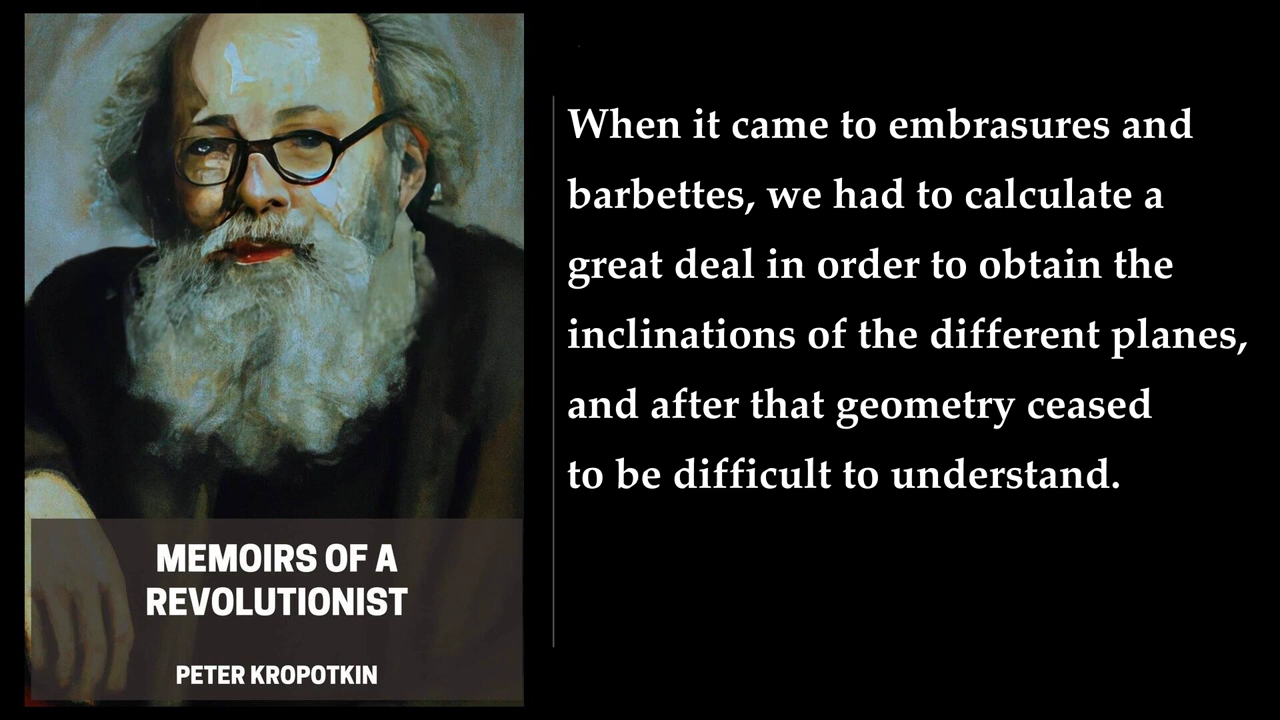 When it came to embrasures and
barbettes, we had to calculate a
great deal in order to obtain the
inclinations of the different planes,
and after that geometry ceased
to be difficult to understand.
MEMOIRS OF A
REVOLUTIONIST
PETER KROPOTKIN